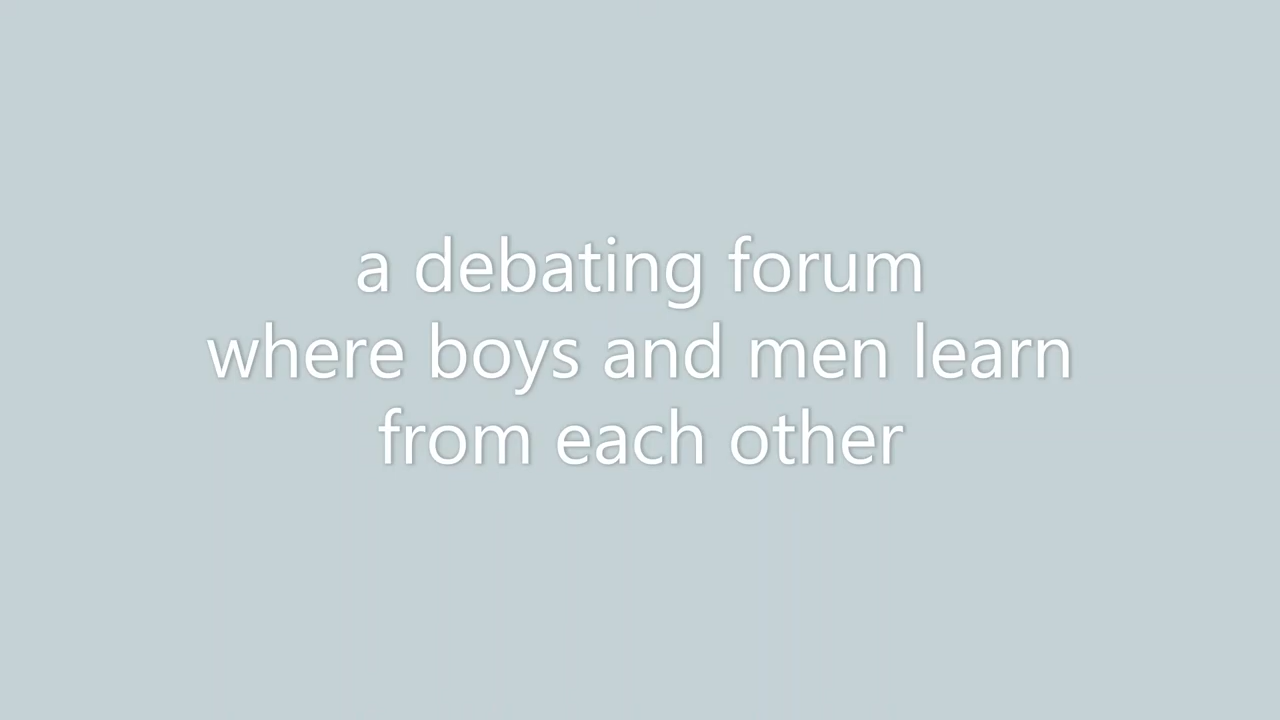 a debating forum
where boys and men learn
from each other